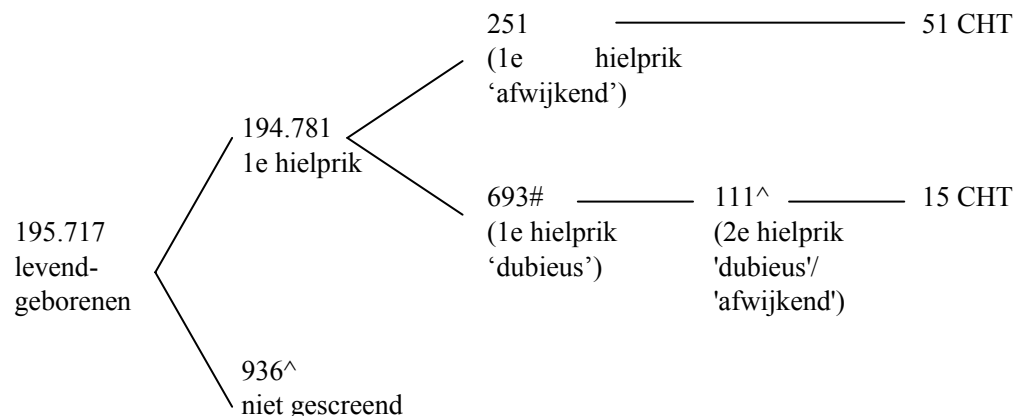 251
(1e hielprik
‘afwijkend’)
51 CHT
194.781
1e hielprik
693#
(1e hielprik
‘dubieus’)
111^
(2e hielprik
'dubieus'/
'afwijkend')
15 CHT
195.717
levend-
geborenen
936^
niet gescreend